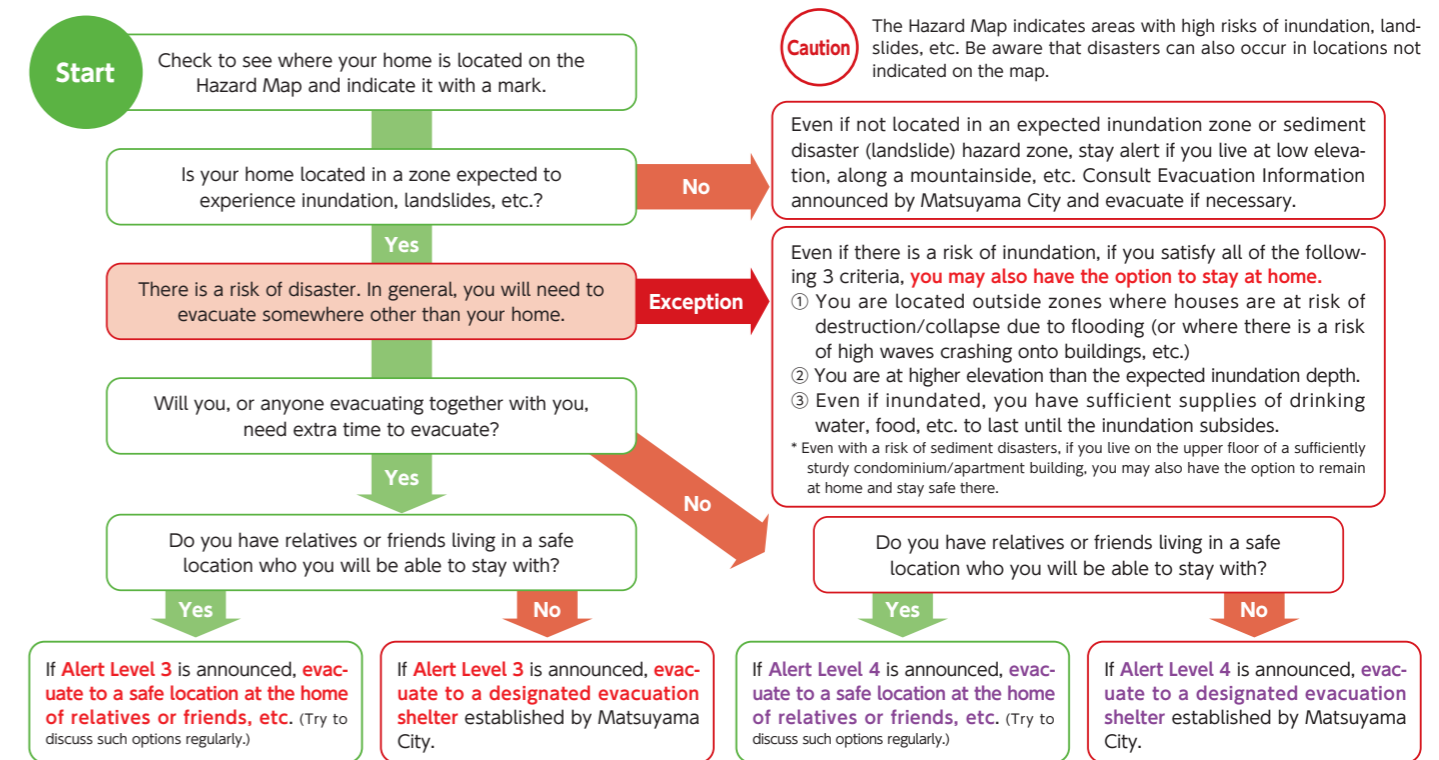 Start
Check to see where your home is located on the
Hazard Map and indicate it with a mark.
Caution
The Hazard Map indicates areas with high risks of inundation, land-
slides, etc. Be aware that disasters can also occur in locations not
indicated on the map.
Is your home located in a zone expected to
experience inundation, landslides, etc.?
No
Even if not located in an expected inundation zone or sediment
disaster (landslide) hazard zone, stay alert if you live at low eleva-
tion, along a mountainside, etc. Consult Evacuation Information
announced by Matsuyama City and evacuate if necessary.
Yes
There is a risk of disaster. In general, you will need to
evacuate somewhere other than your home.
Exception
Even if there is a risk of inundation, if you satisfy all of the follow-
ing 3 criteria, you may also have the option to stay at home.
① You are located outside zones where houses are at risk of
destruction/collapse due to flooding (or where there is a risk
of high waves crashing onto buildings, etc.)
② You are at higher elevation than the expected inundation depth.
③ Even if inundated, you have sufficient supplies of drinking
water, food, etc. to last until the inundation subsides.
* Even with a risk of sediment disasters, if you live on the upper floor of a sufficiently
sturdy condominium/apartment building, you may also have the option to remain
at home and stay safe there.
Will you, or anyone evacuating together with you,
need extra time to evacuate?
Yes
No
Do you have relatives or friends living in a safe
location who you will be able to stay with?
Do you have relatives or friends living in a safe
location who you will be able to stay with?
Yes
No
Yes
No
If Alert Level 3 is announced, evac-
uate to a safe location at the home
of relatives or friends, etc. (Try to
discuss such options regularly.)
If Alert Level 3 is announced, evac-
uate to a designated evacuation
shelter established by Matsuyama
City.
If Alert Level 4 is announced, evac-
uate to a safe location at the home
of relatives or friends, etc. (Try to
discuss such options regularly.)
If Alert Level 4 is announced, evac-
uate to a designated evacuation
shelter established by Matsuyama
City.